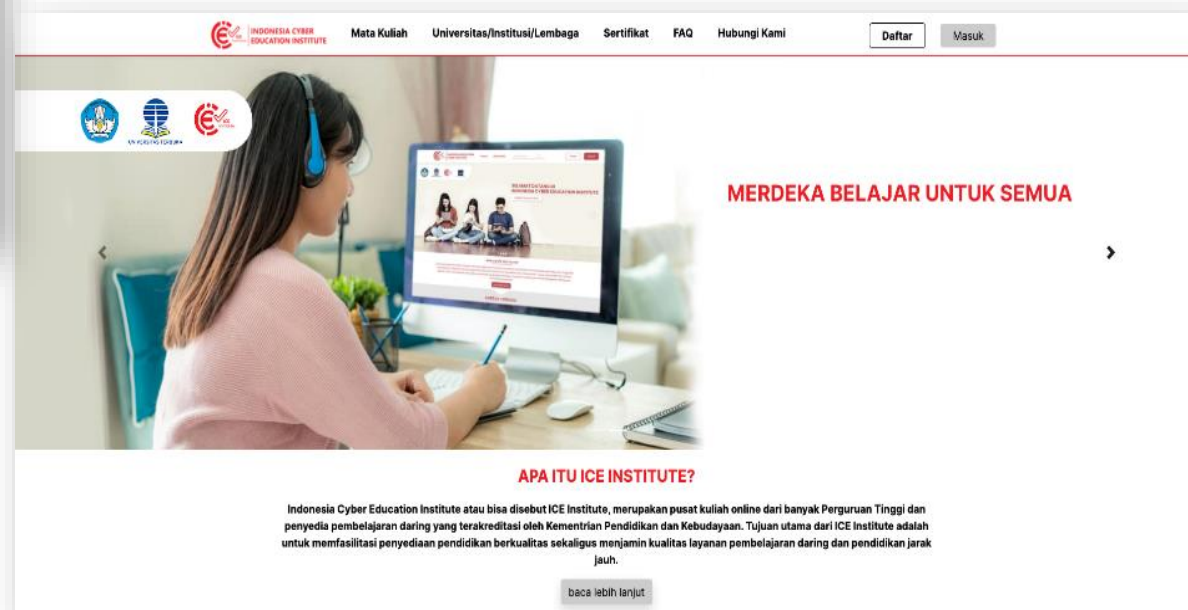 INDONESIA CYBER
EDUCATION INSTITUTE
Mata Kuliah
Universitas/Institusi/Lembaga
Sertifikat
FAQ
Hubungi Kami
Daftar
Masuk
UNIVERSITAS TERBUKA
MERDEKA BELAJAR UNTUK SEMUA
APA ITU ICE INSTITUTE?
Indonesia Cyber Education Institute atau bisa disebut ICE Institute, merupakan pusat kuliah online dari banyak Perguruan Tinggi dan
penyedia pembelajaran daring yang terakreditasi oleh Kementrian Pendidikan dan Kebudayaan. Tujuan utama dari ICE Institute adalah
untuk memfasilitasi penyediaan pendidikan berkualitas sekaligus menjamin kualitas layanan pembelajaran daring dan pendidikan jarak
jauh.
baca lebih lanjut